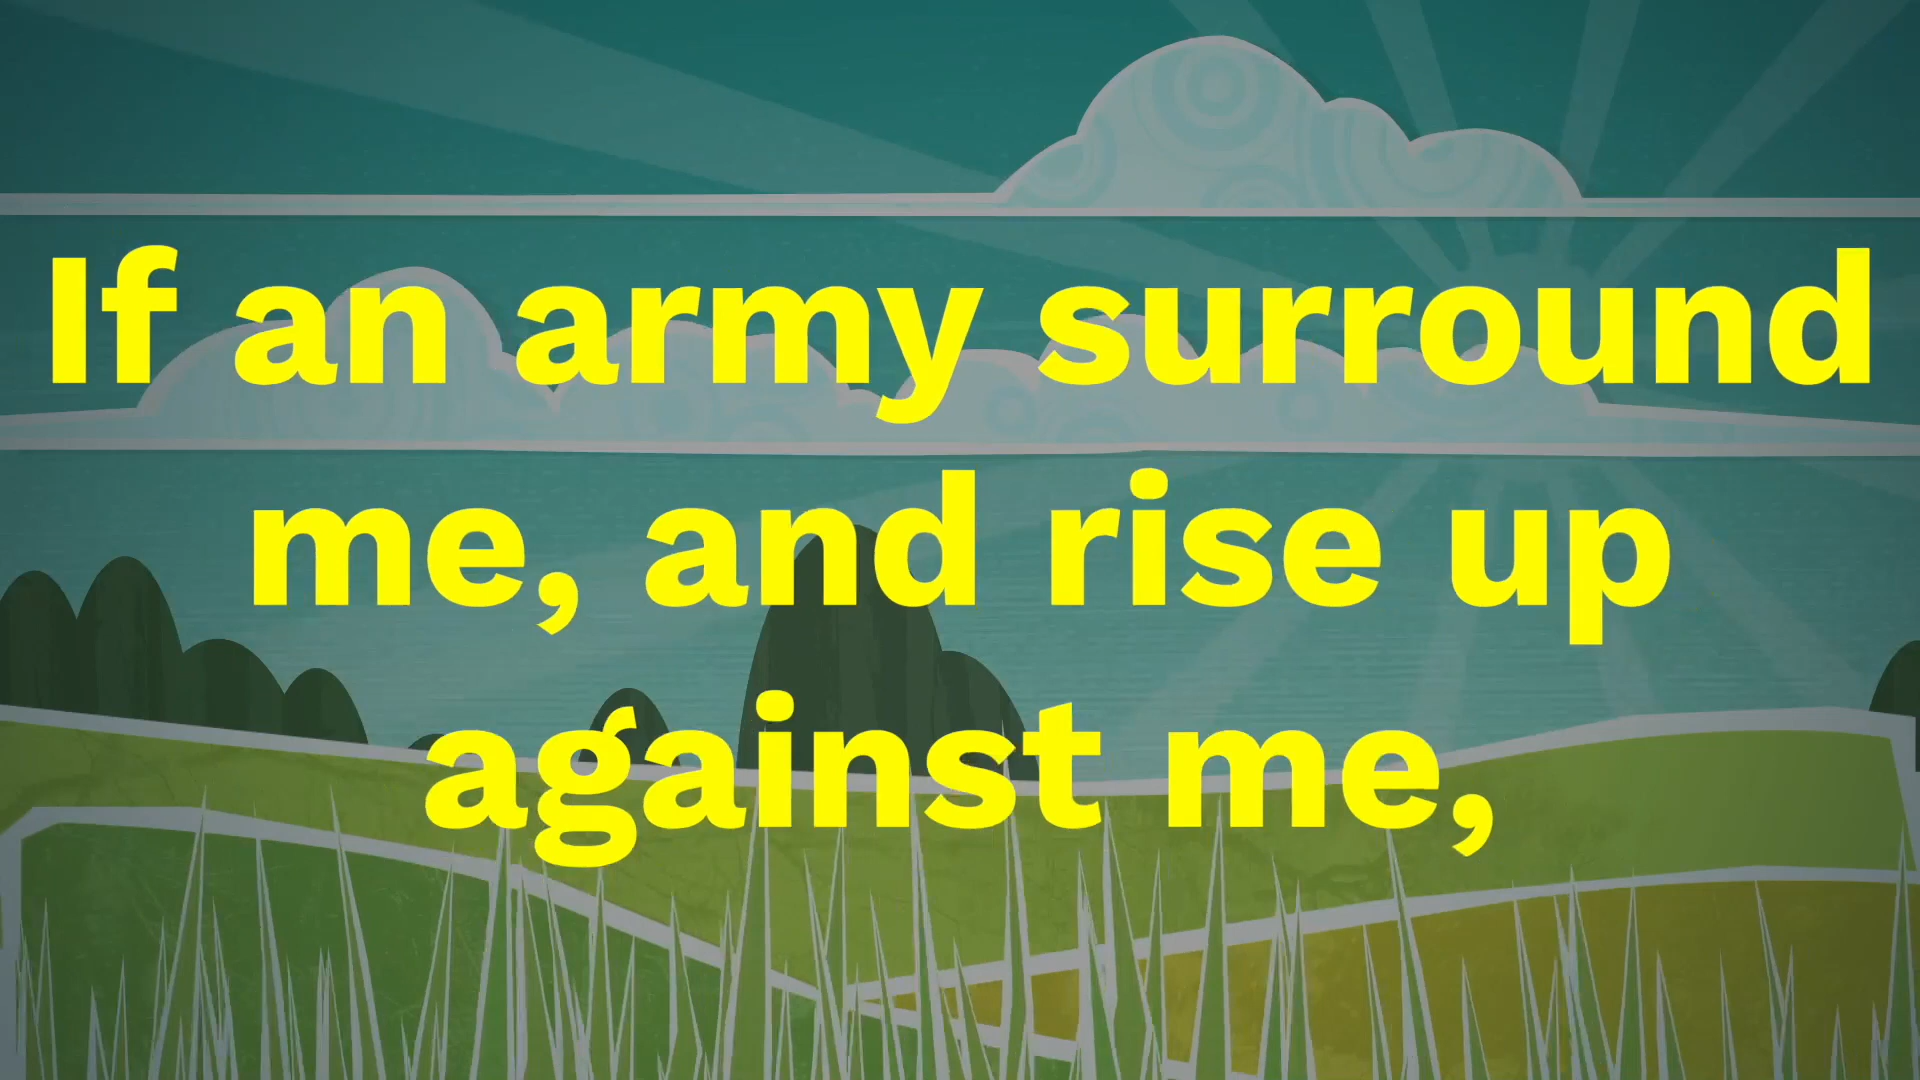 If an army surround
me, and rise up
against me,